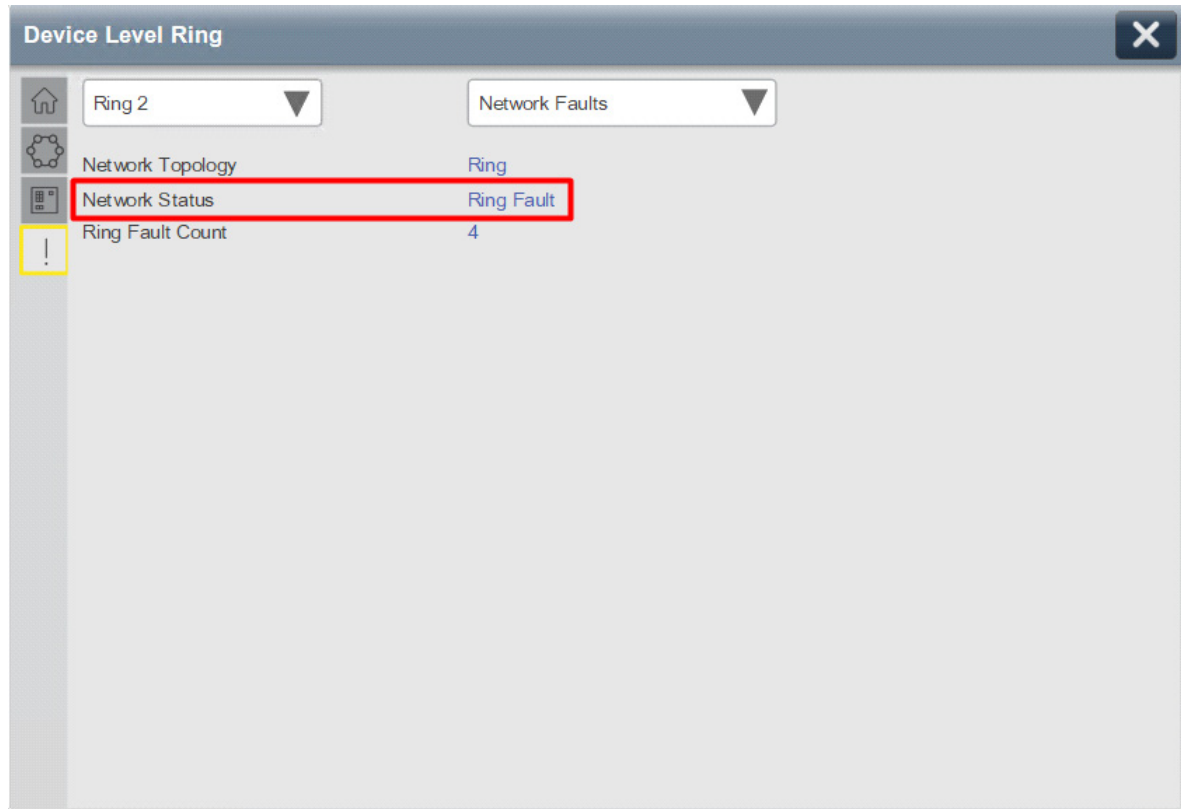 Device Level Ring
Ring 2 Network Faults
Network Topology Ring
Network Status Ring Fault
Ring Fault Count 4